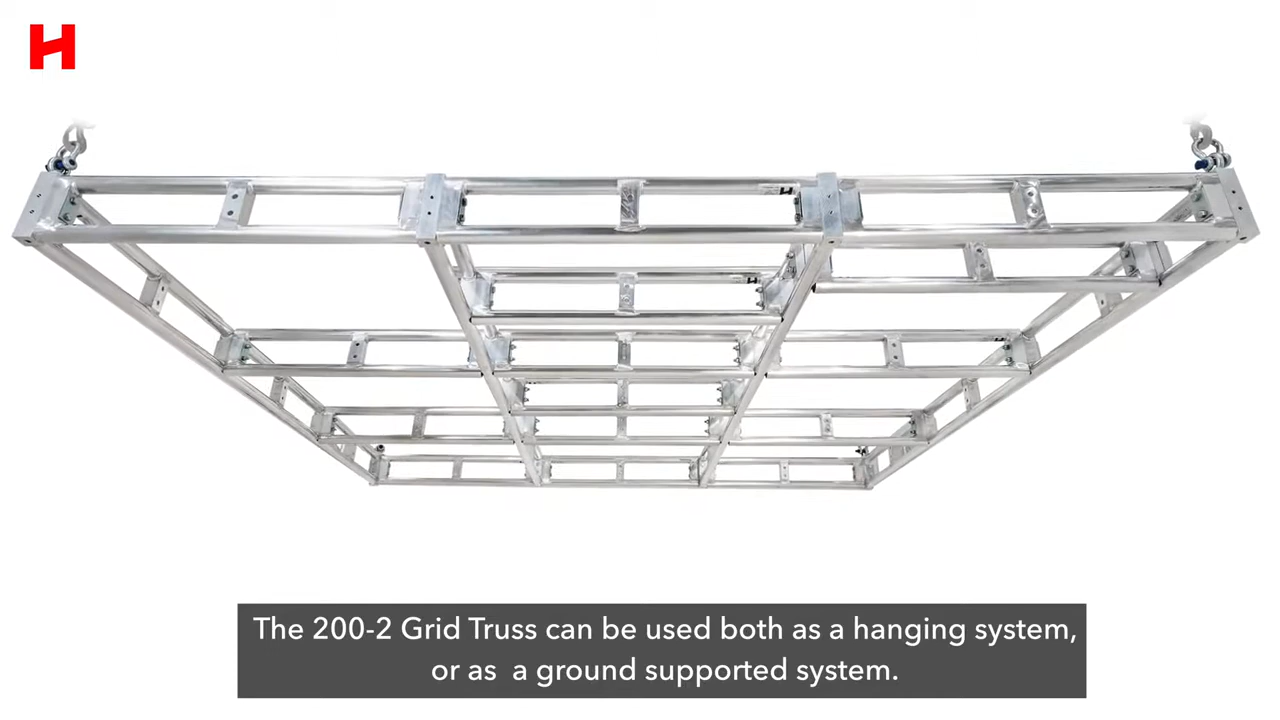 H
The 200-2 Grid Truss can be used both as a hanging system,
or as  a ground supported system.